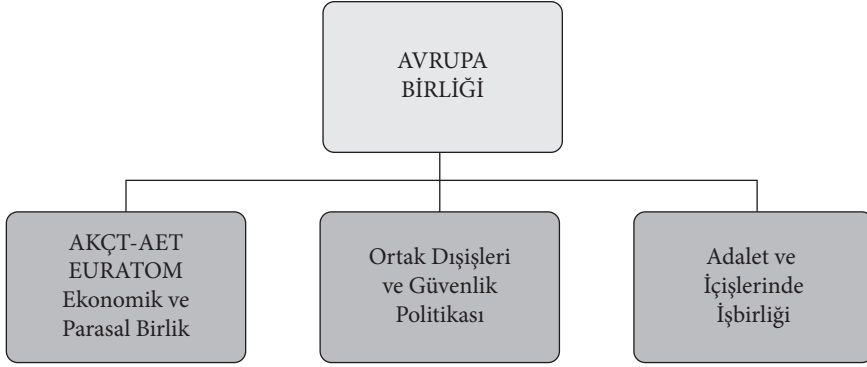 AVRUPA
BİRLİĞİ
AKÇT-AET
EURATOM
Ekonomik ve
Parasal Birlik
Ortak Dışişleri
ve Güvenlik
Politikası
Adalet ve
İçişlerinde
İşbirliği